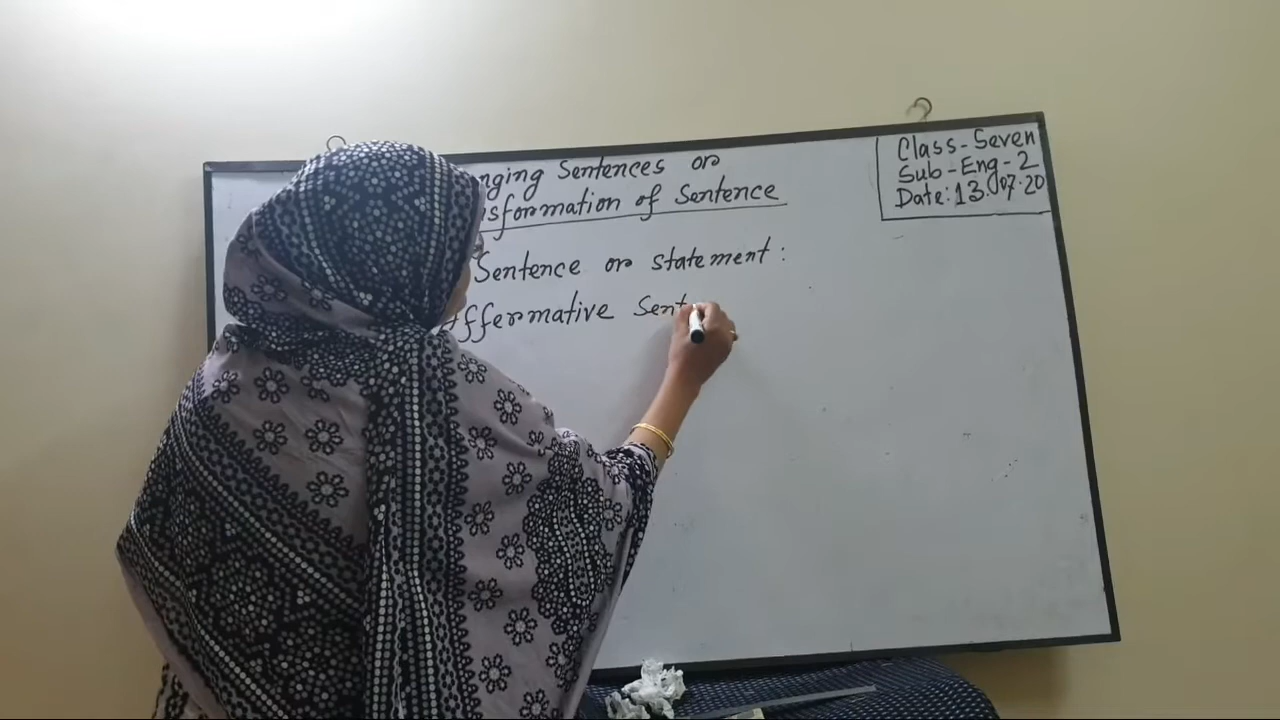 nging Sentences or
sformation of Sentence
Sentence or statement:
Affermative Sent
Class-Seven
Sub-Eng-2
Date: 13.07.20